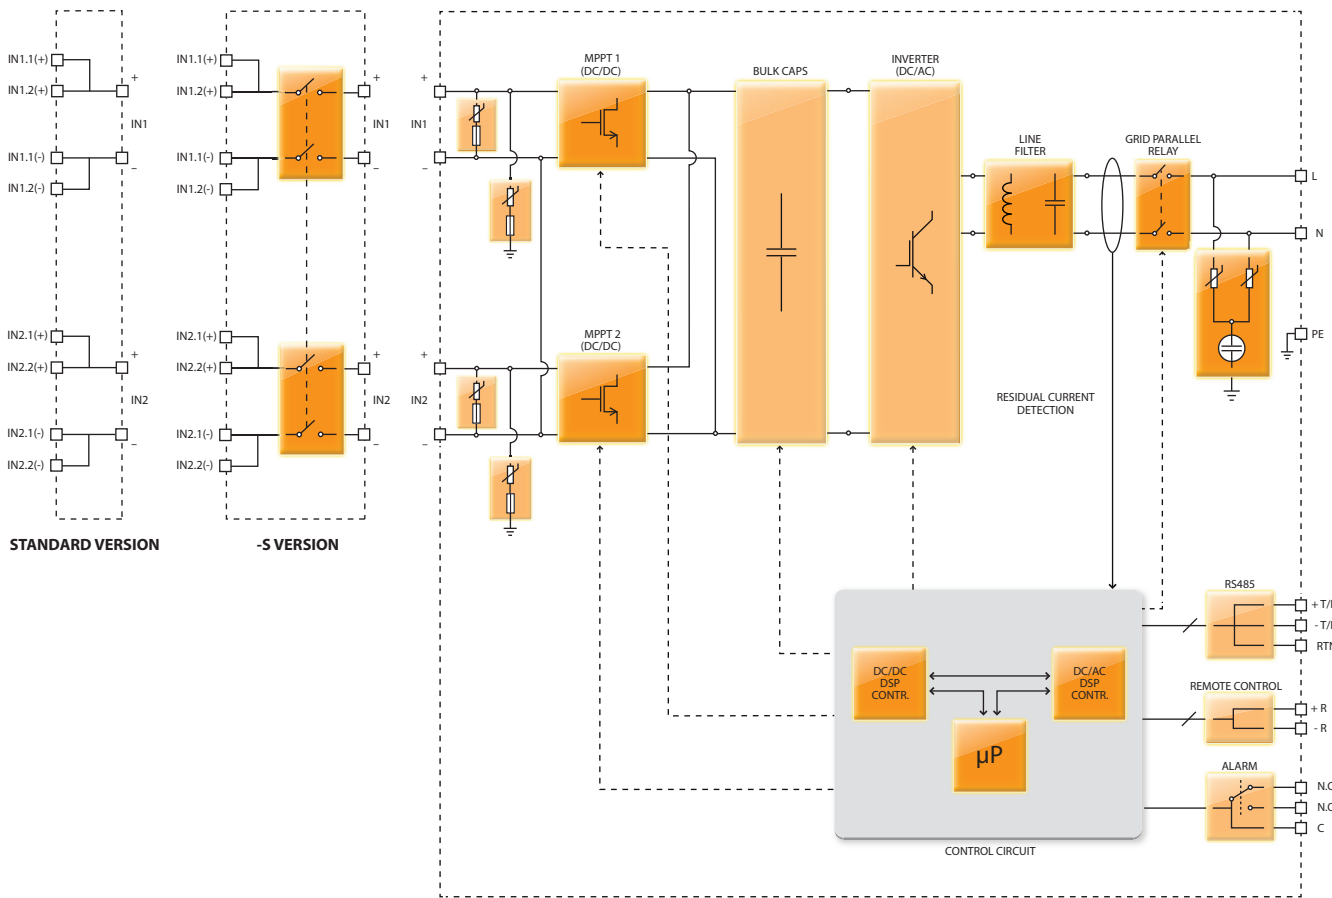 IN1.1(+)
IN1.2(+)
IN1.1(-)
IN1.2(-)
+
IN1
–
IN2.1(+)
IN2.2(+)
IN2.1(-)
IN2.2(-)
+
IN2
–
STANDARD VERSION
IN1.1(+)
IN1.2(+)
IN1.1(-)
IN1.2(-)
+
IN1
–
IN2.1(+)
IN2.2(+)
IN2.1(-)
IN2.2(-)
+
IN2
–
-S VERSION
+
IN1
–
+
IN2
–
MPPT 1
(DC/DC)
MPPT 2
(DC/DC)
BULK CAPS
INVERTER
(DC/AC)
LINE
FILTER
GRID PARALLEL
RELAY
L
N
PE
RESIDUAL CURRENT
DETECTION
DC/DC
DSP
CONTR.
DC/AC
DSP
CONTR.
µP
CONTROL CIRCUIT
RS485
+ T/
- T/
RT
REMOTE CONTROL
+ R
- R
ALARM
N.
N.
C